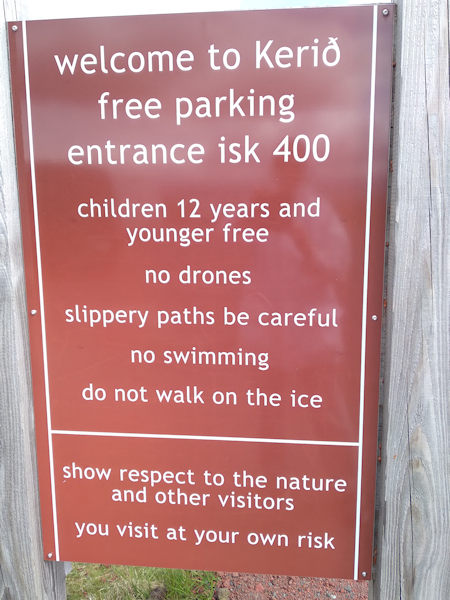 welcome to Kerið
free parking
entrance isk 400
children 12 years and
younger free
no drones
slippery paths be careful
no swimming
do not walk on the ice
show respect to the nature
and other visitors
you visit at your own risk